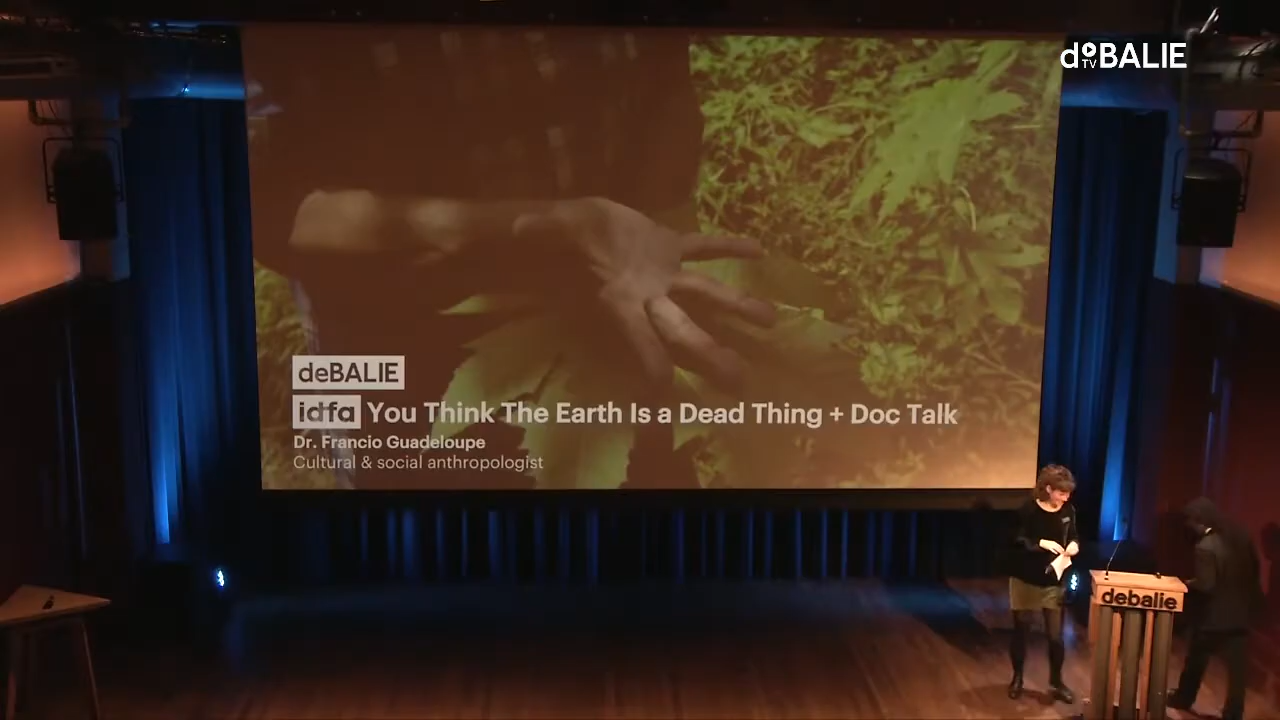 doBALIE
TV
deBALIE
idfa You Think The Earth Is a Dead Thing + Doc Talk
Dr. Francio Guadeloupe
Cultural & social anthropologist
debalie